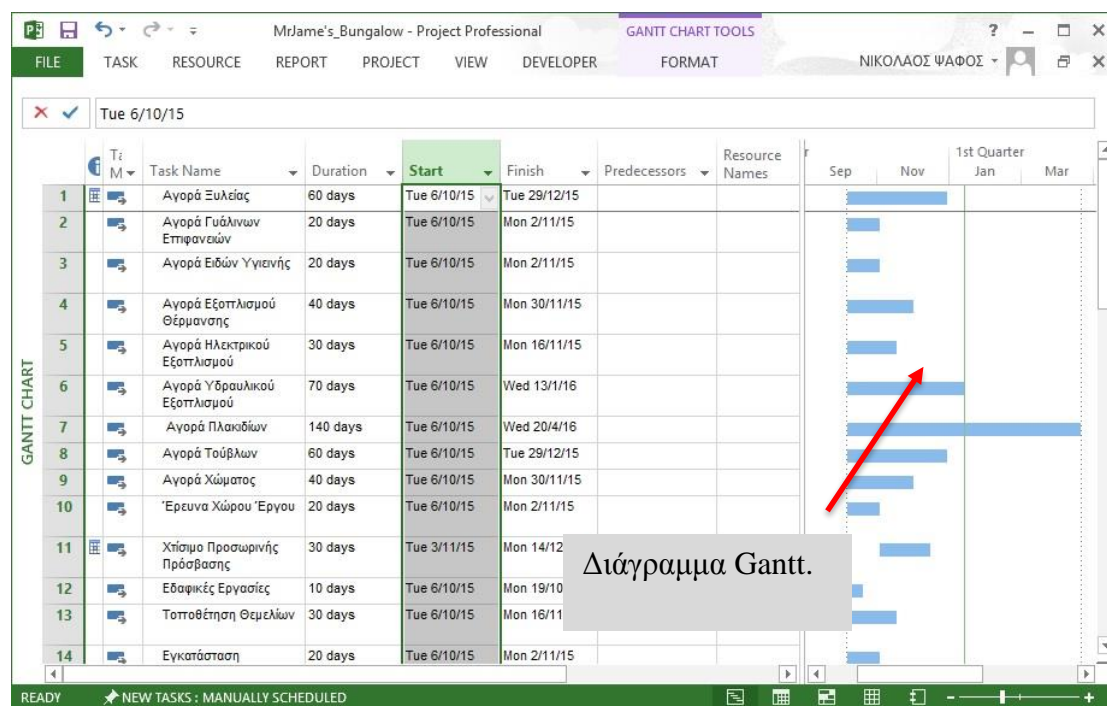 MrJame's_Bungalow - Project Professional
GANTT CHART TOOLS
?
FILE TASK RESOURCE REPORT PROJECT VIEW DEVELOPER FORMAT ΝΙΚΟΛΑΟΣ ΨΑΦΟΣ
Tue 6/10/15
Task Name Duration Start Finish Predecessors Resource Names
M
Sep Nov 1st Quarter Jan Mar
1 Αγορά Ξυλείας 60 days Tue 6/10/15 Tue 29/12/15
2 Αγορά Γυάλινων 20 days Tue 6/10/15 Mon 2/11/15
Επιφανειών
3 Αγορά Ειδών Υγιεινής 20 days Tue 6/10/15 Mon 2/11/15
4 Αγορά Εξοπλισμού 40 days Tue 6/10/15 Mon 30/11/15
Θέρμανσης
5 Αγορά Ηλεκτρικού 30 days Tue 6/10/15 Mon 16/11/15
Εξοπλισμού
6 Αγορά Υδραυλικού 70 days Tue 6/10/15 Wed 13/1/16
Εξοπλισμού
7 Αγορά Πλακιδίων 140 days Tue 6/10/15 Wed 20/4/16
8 Αγορά Τούβλων 60 days Tue 6/10/15 Tue 29/12/15
9 Αγορά Χώματος 40 days Tue 6/10/15 Mon 30/11/15
10 Έρευνα Χώρου Έργου 20 days Tue 6/10/15 Mon 2/11/15
11 Χτίσιμο Προσωρινής 30 days Tue 3/11/15 Mon 14/12
Πρόσβασης
12 Εδαφικές Εργασίες 10 days Tue 6/10/15 Mon 19/10
13 Τοποθέτηση Θεμελίων 30 days Tue 6/10/15 Mon 16/11
14 Εγκατάσταση 20 days Tue 6/10/15 Mon 2/11/15
GANTT CHART
Διάγραμμα Gantt.
READY NEW TASKS : MANUALLY SCHEDULED